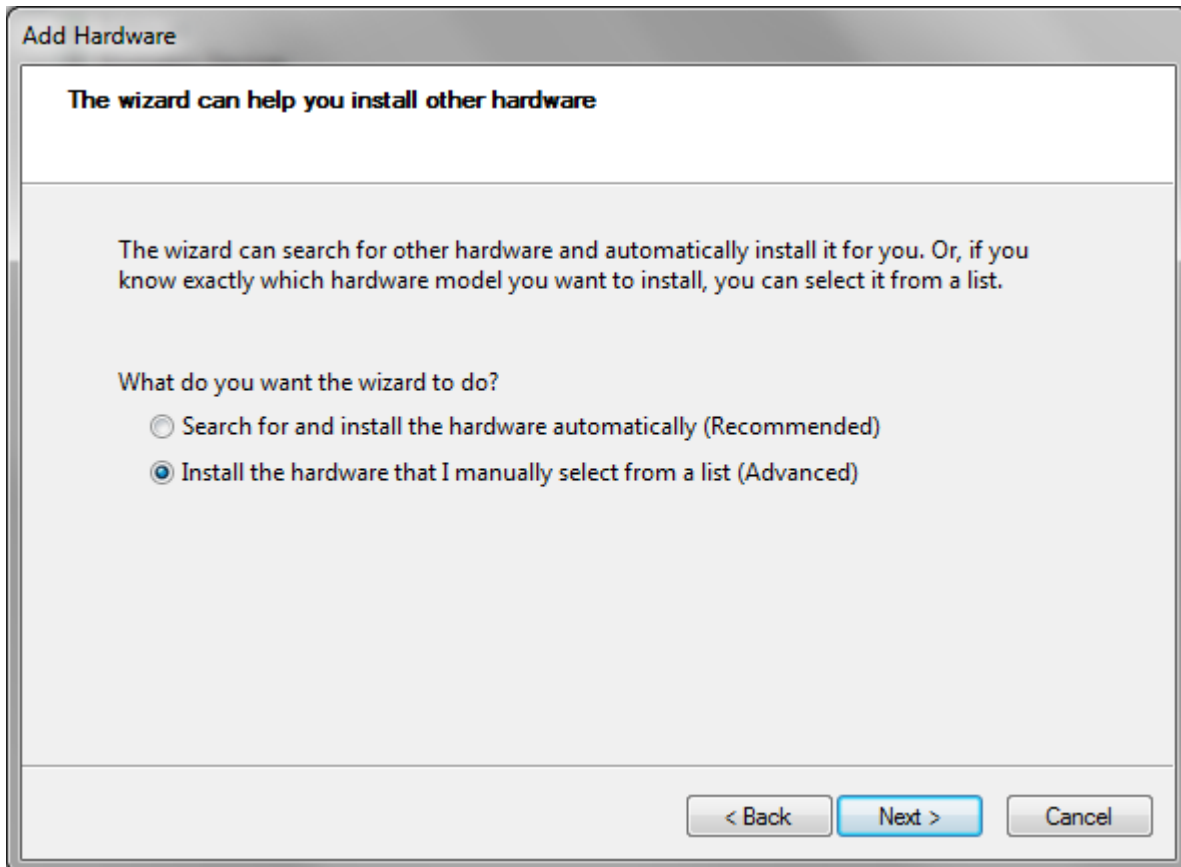 Add Hardware
The wizard can help you install other hardware
The wizard can search for other hardware and automatically install it for you. Or, if you
know exactly which hardware model you want to install, you can select it from a list.
What do you want the wizard to do?
Search for and install the hardware automatically (Recommended)
Install the hardware that I manually select from a list (Advanced)
< Back
Next >
Cancel